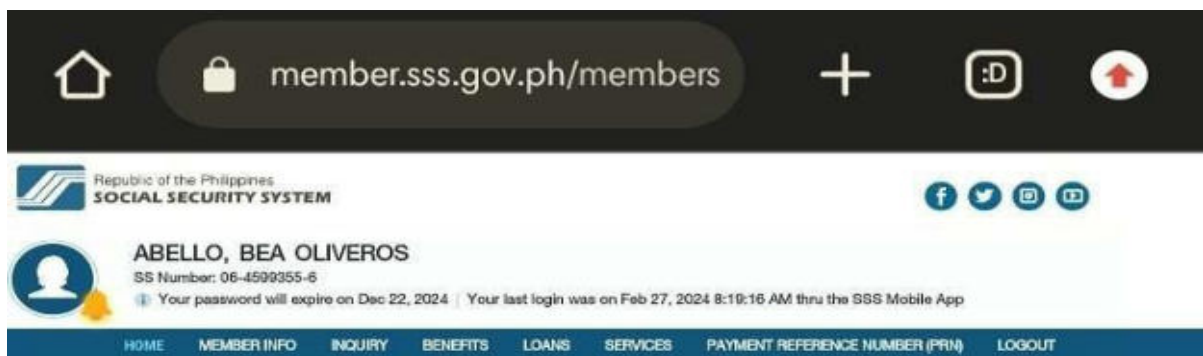 member.sss.gov.ph/members
:D
Republic of the Philippines
SOCIAL SECURITY SYSTEM
ABELLO, BEA OLIVEROS
SS Number: 06-4599355-6
Your password will expire on Dec 22, 2024 | Your last login was on Feb 27, 2024 8:19:16 AM thru the SSS Mobile App
HOME MEMBER INFO INQUIRY BENEFITS LOANS SERVICES PAYMENT REFERENCE NUMBER (PRN) LOGOUT